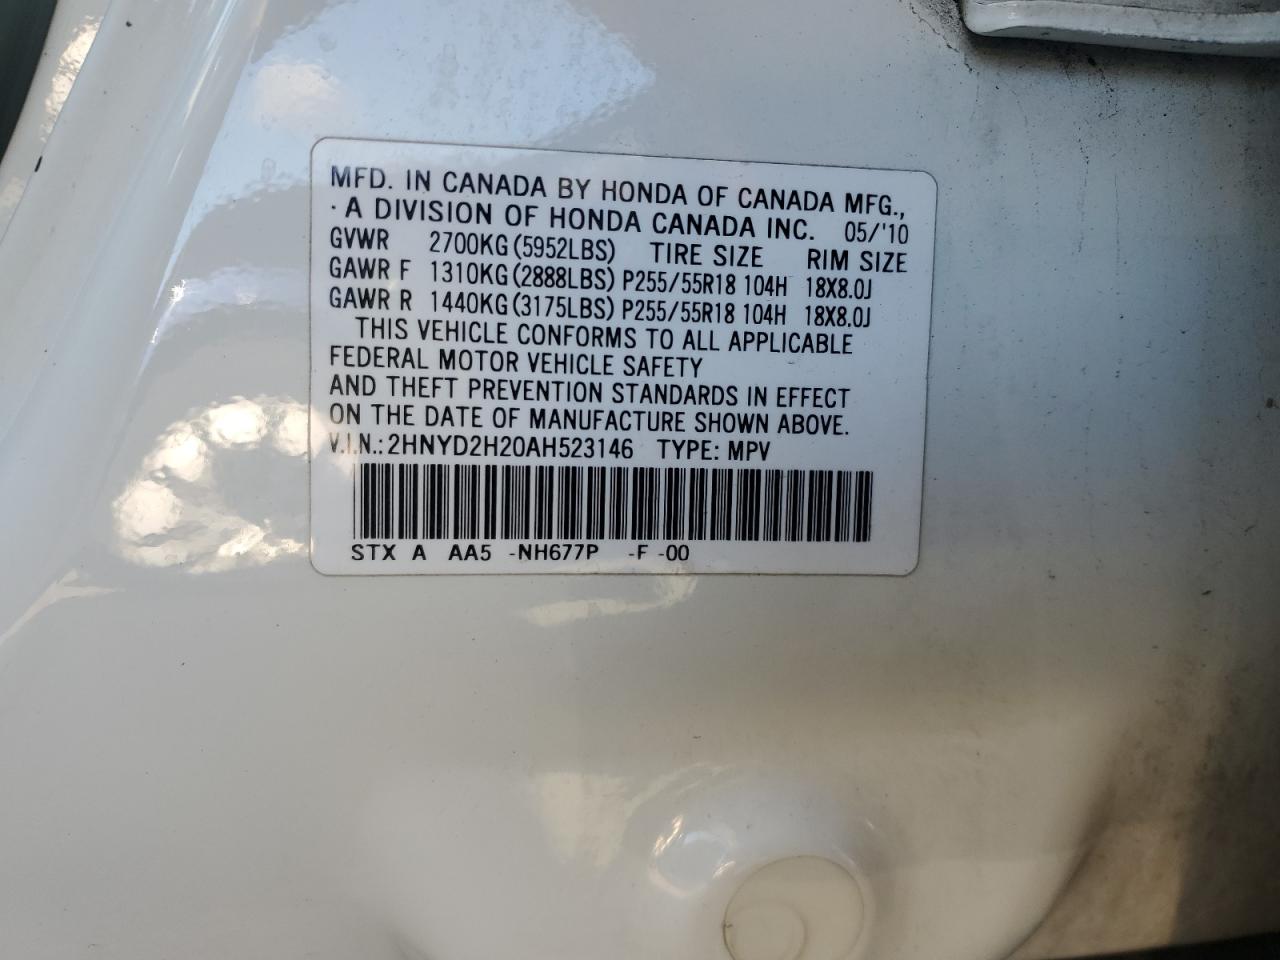 MFD. IN CANADA BY HONDA OF CANADA MFG.,
· A DIVISION OF HONDA CANADA INC. 05/'10
GVWR 2700KG (5952LBS) TIRE SIZE RIM SIZE
GAWR F 1310KG (2888LBS) P255/55R18 104H 18X8.0J
GAWR R 1440KG (3175LBS) P255/55R18 104H 18X8.0J
THIS VEHICLE CONFORMS TO ALL APPLICABLE
FEDERAL MOTOR VEHICLE SAFETY
AND THEFT PREVENTION STANDARDS IN EFFECT
ON THE DATE OF MANUFACTURE SHOWN ABOVE.
V.I.N.: 2HNYD2H20AH523146 TYPE: MPV
STX A AA5 -NH677P -F -00